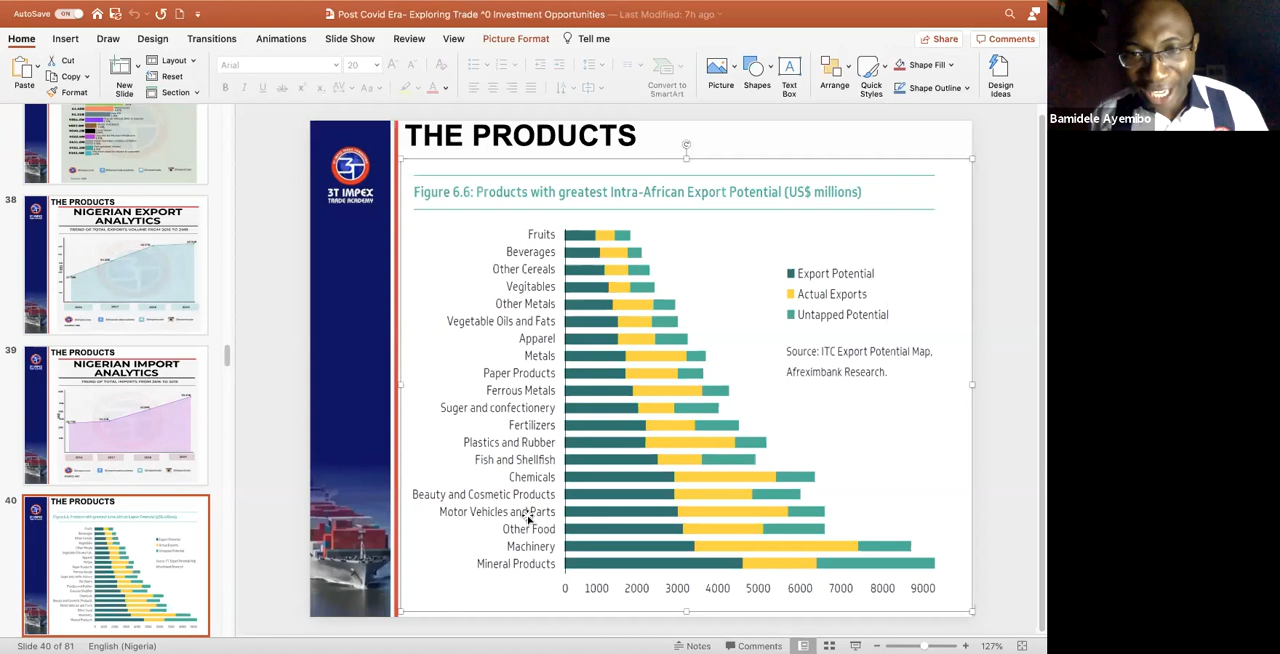 AutoSave ON Post Covid Era- Exploring Trade ^0 Investment Opportunities — Last Modified: 7h ago
Home Insert Draw Design Transitions Animations Slide Show Review View Picture Format Tell me Share Comments
Paste Cut Copy Format New Slide Layout Reset Section Arial 20 Convert to SmartArt Picture Shapes Text Box Arrange Quick Styles Shape Fill Shape Outline Design Ideas
Bamidele Ayemibo
38
THE PRODUCTS
NIGERIAN EXPORT
ANALYTICS
39
THE PRODUCTS
NIGERIAN IMPORT
ANALYTICS
40
THE PRODUCTS
THE PRODUCTS
3T IMPEX
TRADE ACADEMY
Figure 6.6: Products with greatest Intra-African Export Potential (US$ millions)
Fruits
Beverages
Other Cereals
Vegitables
Other Metals
Vegetable Oils and Fats
Apparel
Metals
Paper Products
Ferrous Metals
Suger and confectionery
Fertilizers
Plastics and Rubber
Fish and Shellfish
Chemicals
Beauty and Cosmetic Products
Motor Vehicles and Parts
Other Food
Machinery
Mineral Products
0 1000 2000 3000 4000 5000 6000 7000 8000 9000
Export Potential
Actual Exports
Untapped Potential
Source: ITC Export Potential Map,
Afreximbank Research.
Slide 40 of 81 English (Nigeria) Notes Comments 127%